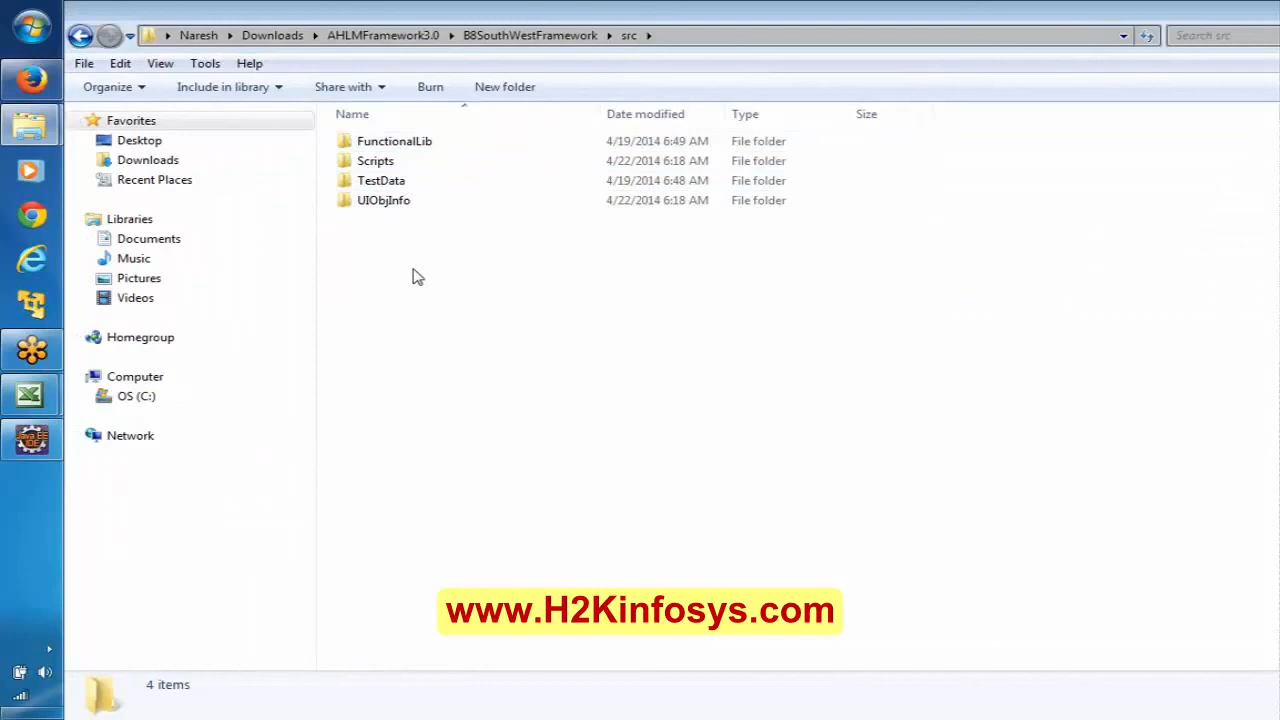 Naresh Downloads AHLMFramework3.0 B8SouthWestFramework src
Search src
File Edit View Tools Help
Organize Include in library Share with Burn New folder
Name Date modified Type Size
Favorites
Desktop
Downloads
Recent Places
Libraries
Documents
Music
Pictures
Videos
Homegroup
Computer
OS (C:)
Network
FunctionalLib 4/19/2014 6:49 AM File folder
Scripts 4/22/2014 6:18 AM File folder
TestData 4/19/2014 6:48 AM File folder
UIObjInfo 4/22/2014 6:18 AM File folder
Java EE
IDE
www.H2Kinfosys.com
4 items